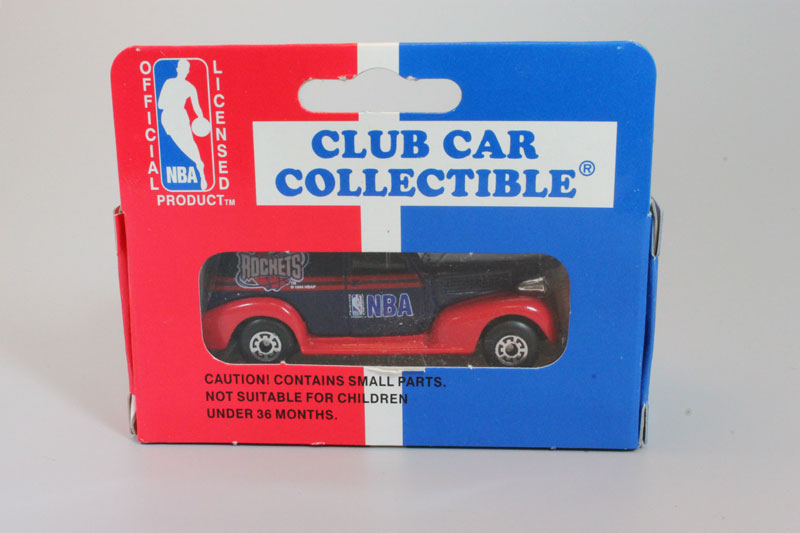 OFFICIAL
LICENSED
NBA
PRODUCT™
CLUB CAR
COLLECTIBLE®
ROCKETS
NBA
CAUTION! CONTAINS SMALL PARTS.
NOT SUITABLE FOR CHILDREN
UNDER 36 MONTHS.